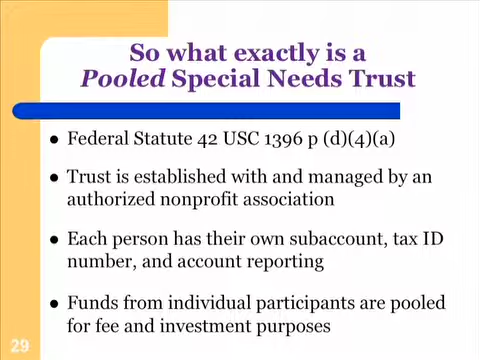 So what exactly is a
Pooled Special Needs Trust
● Federal Statute 42 USC 1396 p (d)(4)(a)
● Trust is established with and managed by an
authorized nonprofit association
● Each person has their own subaccount, tax ID
number, and account reporting
● Funds from individual participants are pooled
for fee and investment purposes
29